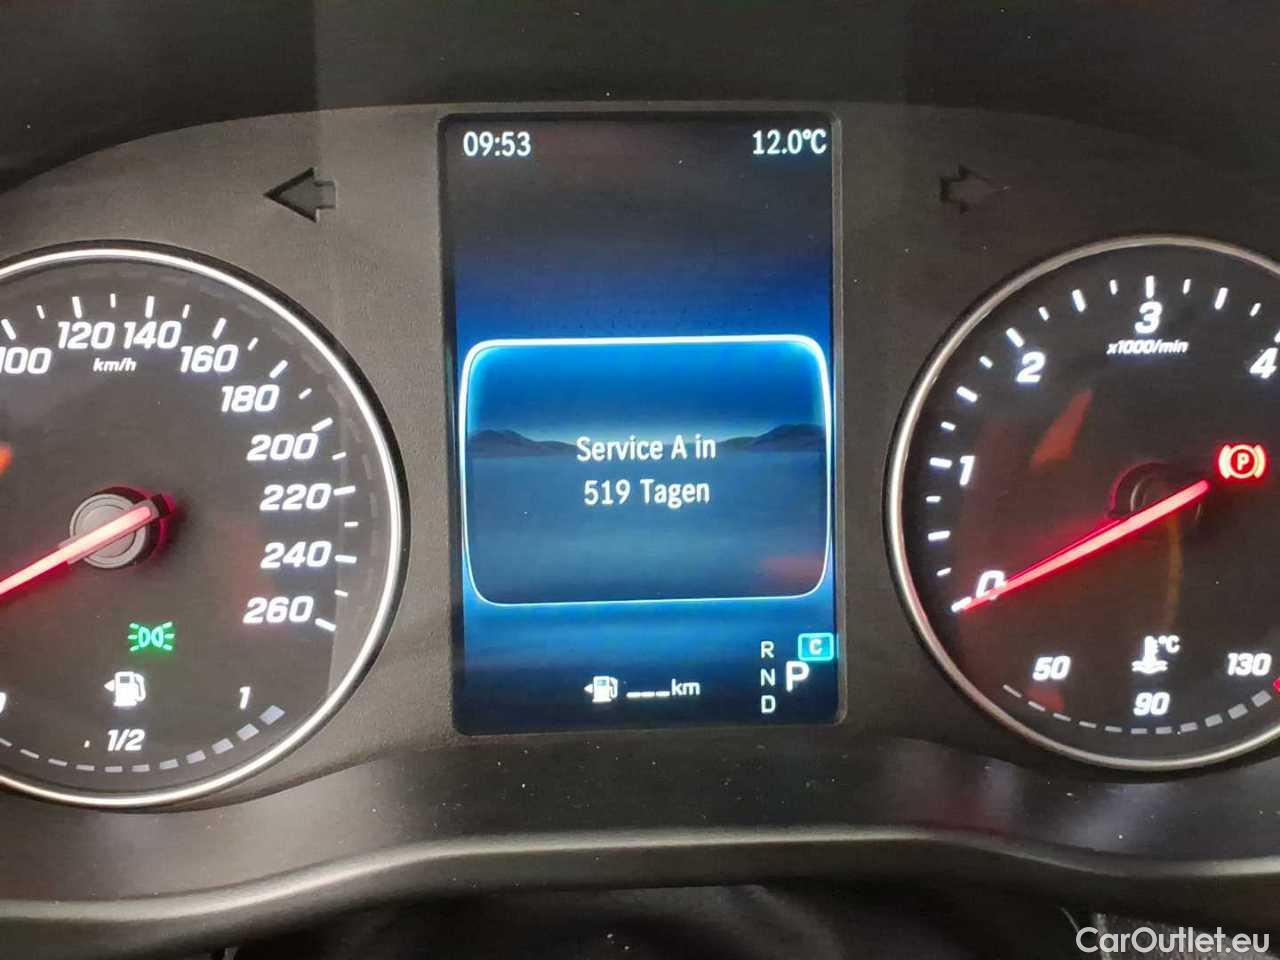 09:53 12.0°C
100 120 140 160 180 200 220 240 260
km/h
1/2 1
Service A in
519 Tagen
___km
R
N P
D
C
0 1 2 3 4
x1000/min
P
°C
50 90 130
CarOutlet.eu